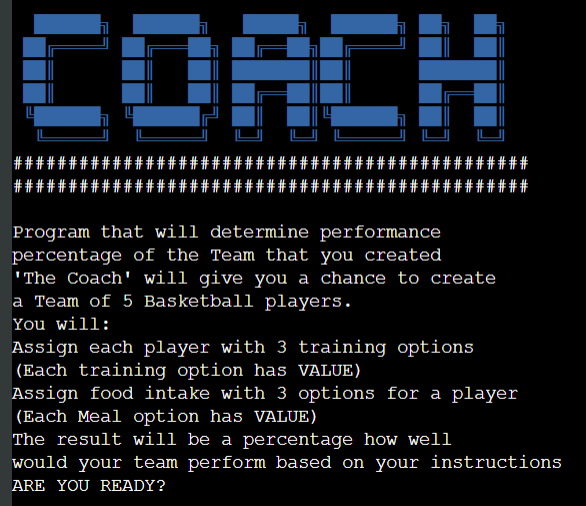 COACH
###############################################
###############################################
Program that will determine performance
percentage of the Team that you created
'The Coach' will give you a chance to create
a Team of 5 Basketball players.
You will:
Assign each player with 3 training options
(Each training option has VALUE)
Assign food intake with 3 options for a player
(Each Meal option has VALUE)
The result will be a percentage how well
would your team perform based on your instructions
ARE YOU READY?